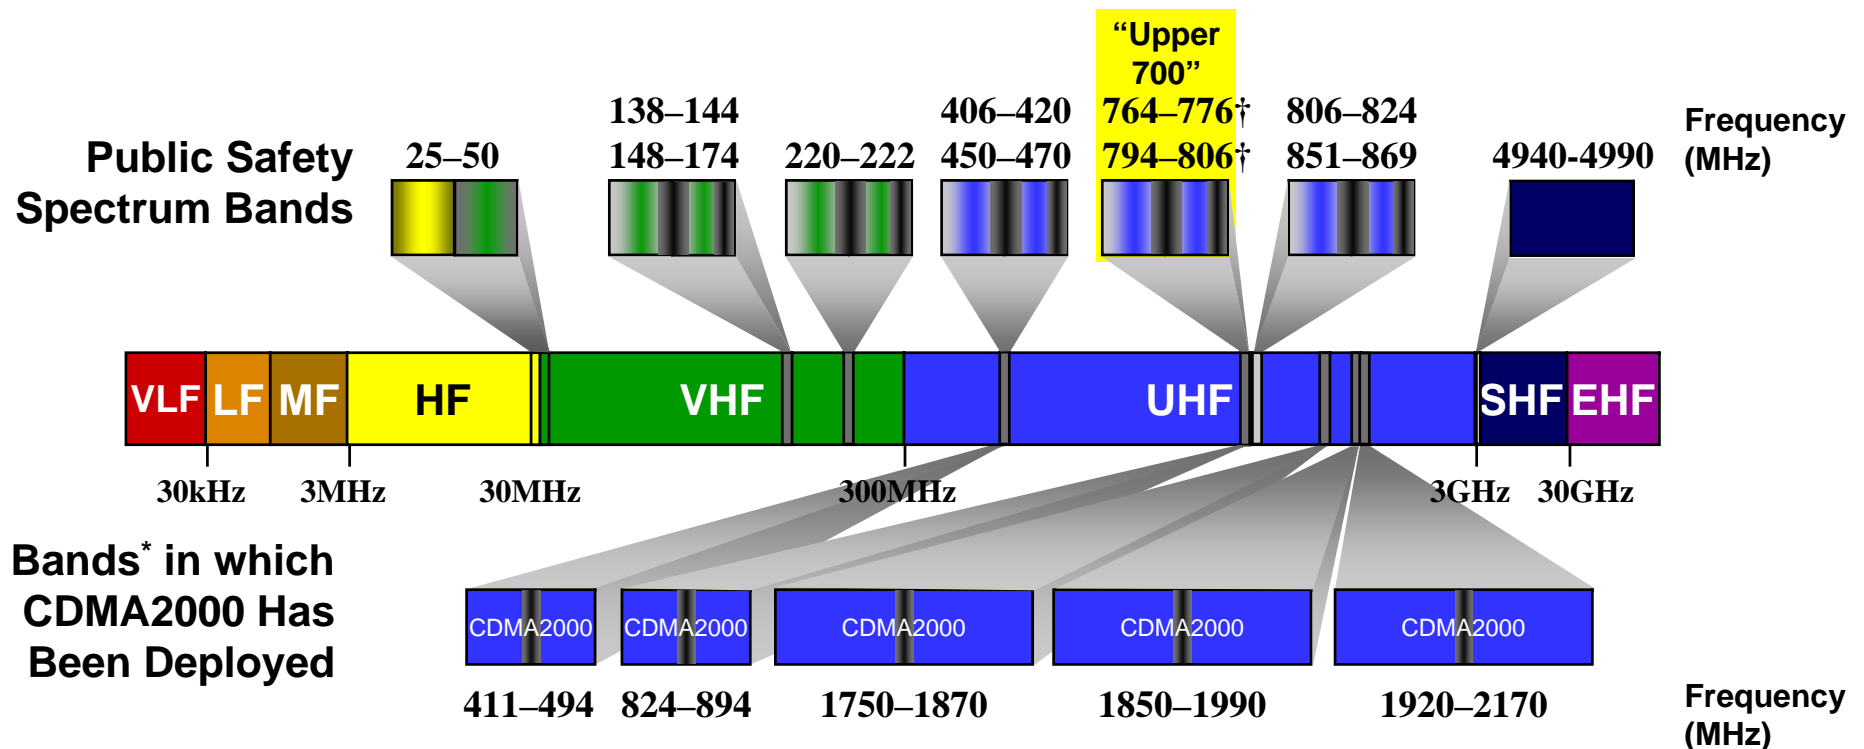 “Upper
700”
138–144
406–420
764–776†
806–824
Frequency
(MHz)
Public Safety
Spectrum Bands
25–50
148–174
220–222
450–470
794–806†
851–869
4940-4990
VLF
LF
MF
HF
VHF
UHF
SHF
EHF
30kHz
3MHz
30MHz
300MHz
3GHz
30GHz
Bands* in which
CDMA2000 Has
Been Deployed
CDMA2000
CDMA2000
CDMA2000
CDMA2000
CDMA2000
411–494
824–894
1750–1870
1850–1990
1920–2170
Frequency
(MHz)